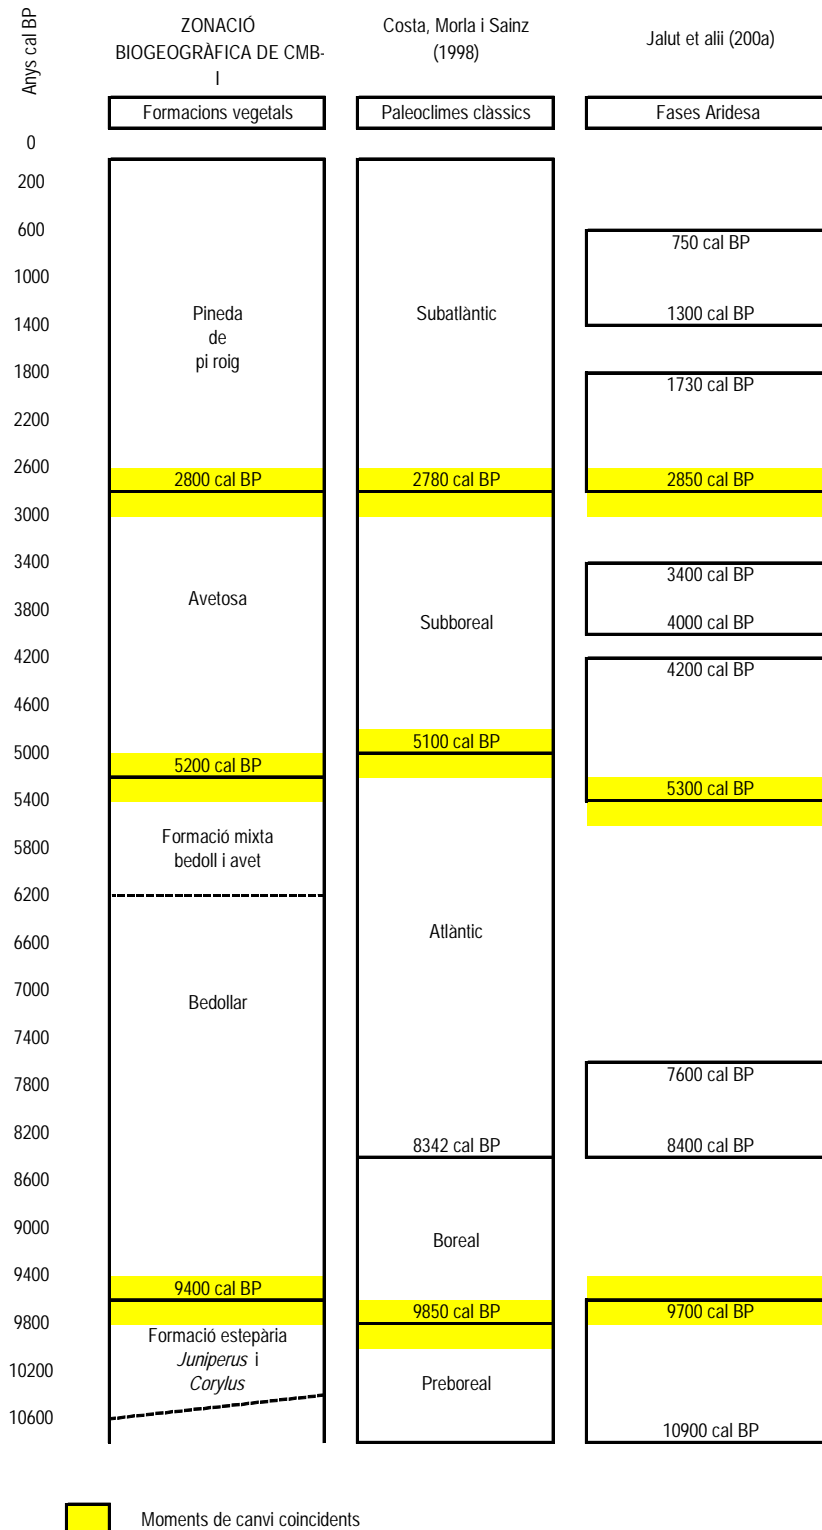 Anys cal BP
ZONACIÓ
BIOGEOGRÀFICA DE CMB-
I
Costa, Morla i Sainz
(1998)
Jalut et alii (200a)
Formacions vegetals
Paleoclimes clàssics
Fases Aridesa
0
200
600
750 cal BP
1000
1400
Pineda
de
pi roig
Subatlàntic
1300 cal BP
1800
1730 cal BP
2200
2600
2800 cal BP
2780 cal BP
2850 cal BP
3000
3400
3400 cal BP
Avetosa
3800
Subboreal
4000 cal BP
4200
4200 cal BP
4600
5100 cal BP
5000
5200 cal BP
5300 cal BP
5400
Formació mixta
bedoll i avet
5800
6200
Atlàntic
6600
7000
Bedollar
7400
7600 cal BP
7800
8200
8342 cal BP
8400 cal BP
8600
9000
Boreal
9400
9400 cal BP
9850 cal BP
9700 cal BP
9800
Formació estepària
Juniperus i
Corylus
10200
Preboreal
10600
10900 cal BP
Moments de canvi coincidents